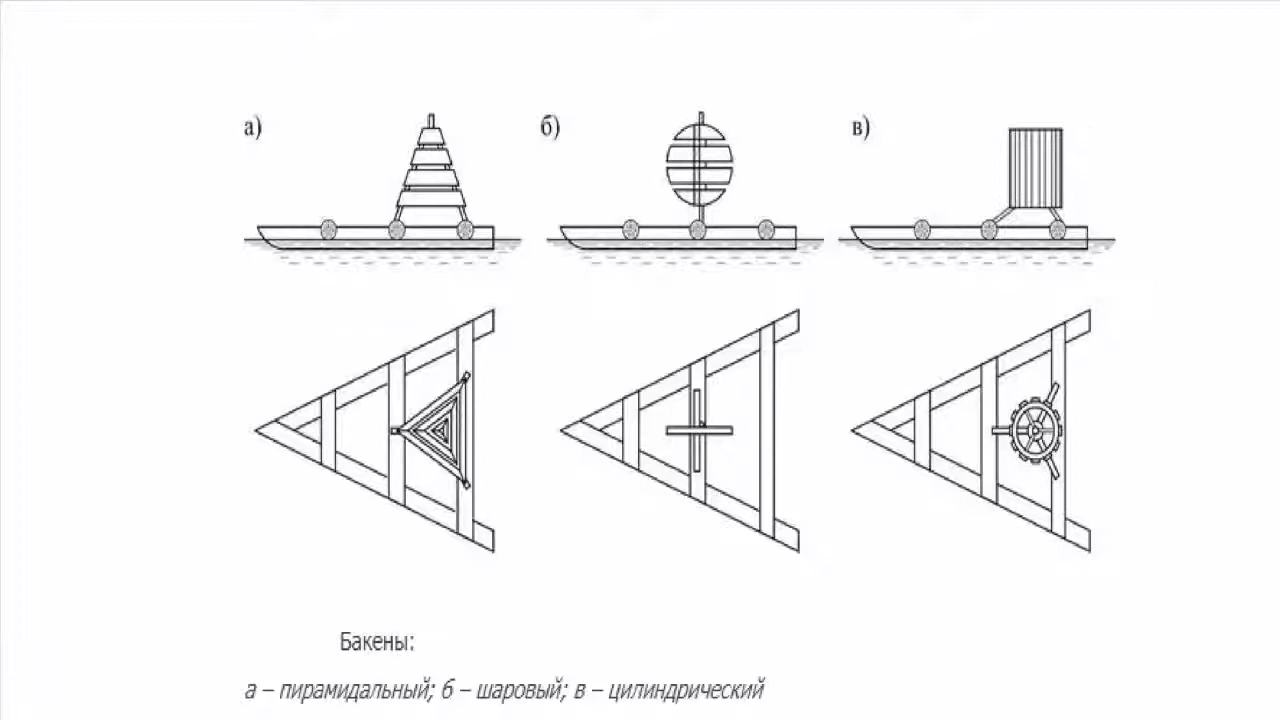 а) б) в)
Бакены:
а – пирамидальный; б – шаровый; в – цилиндрический